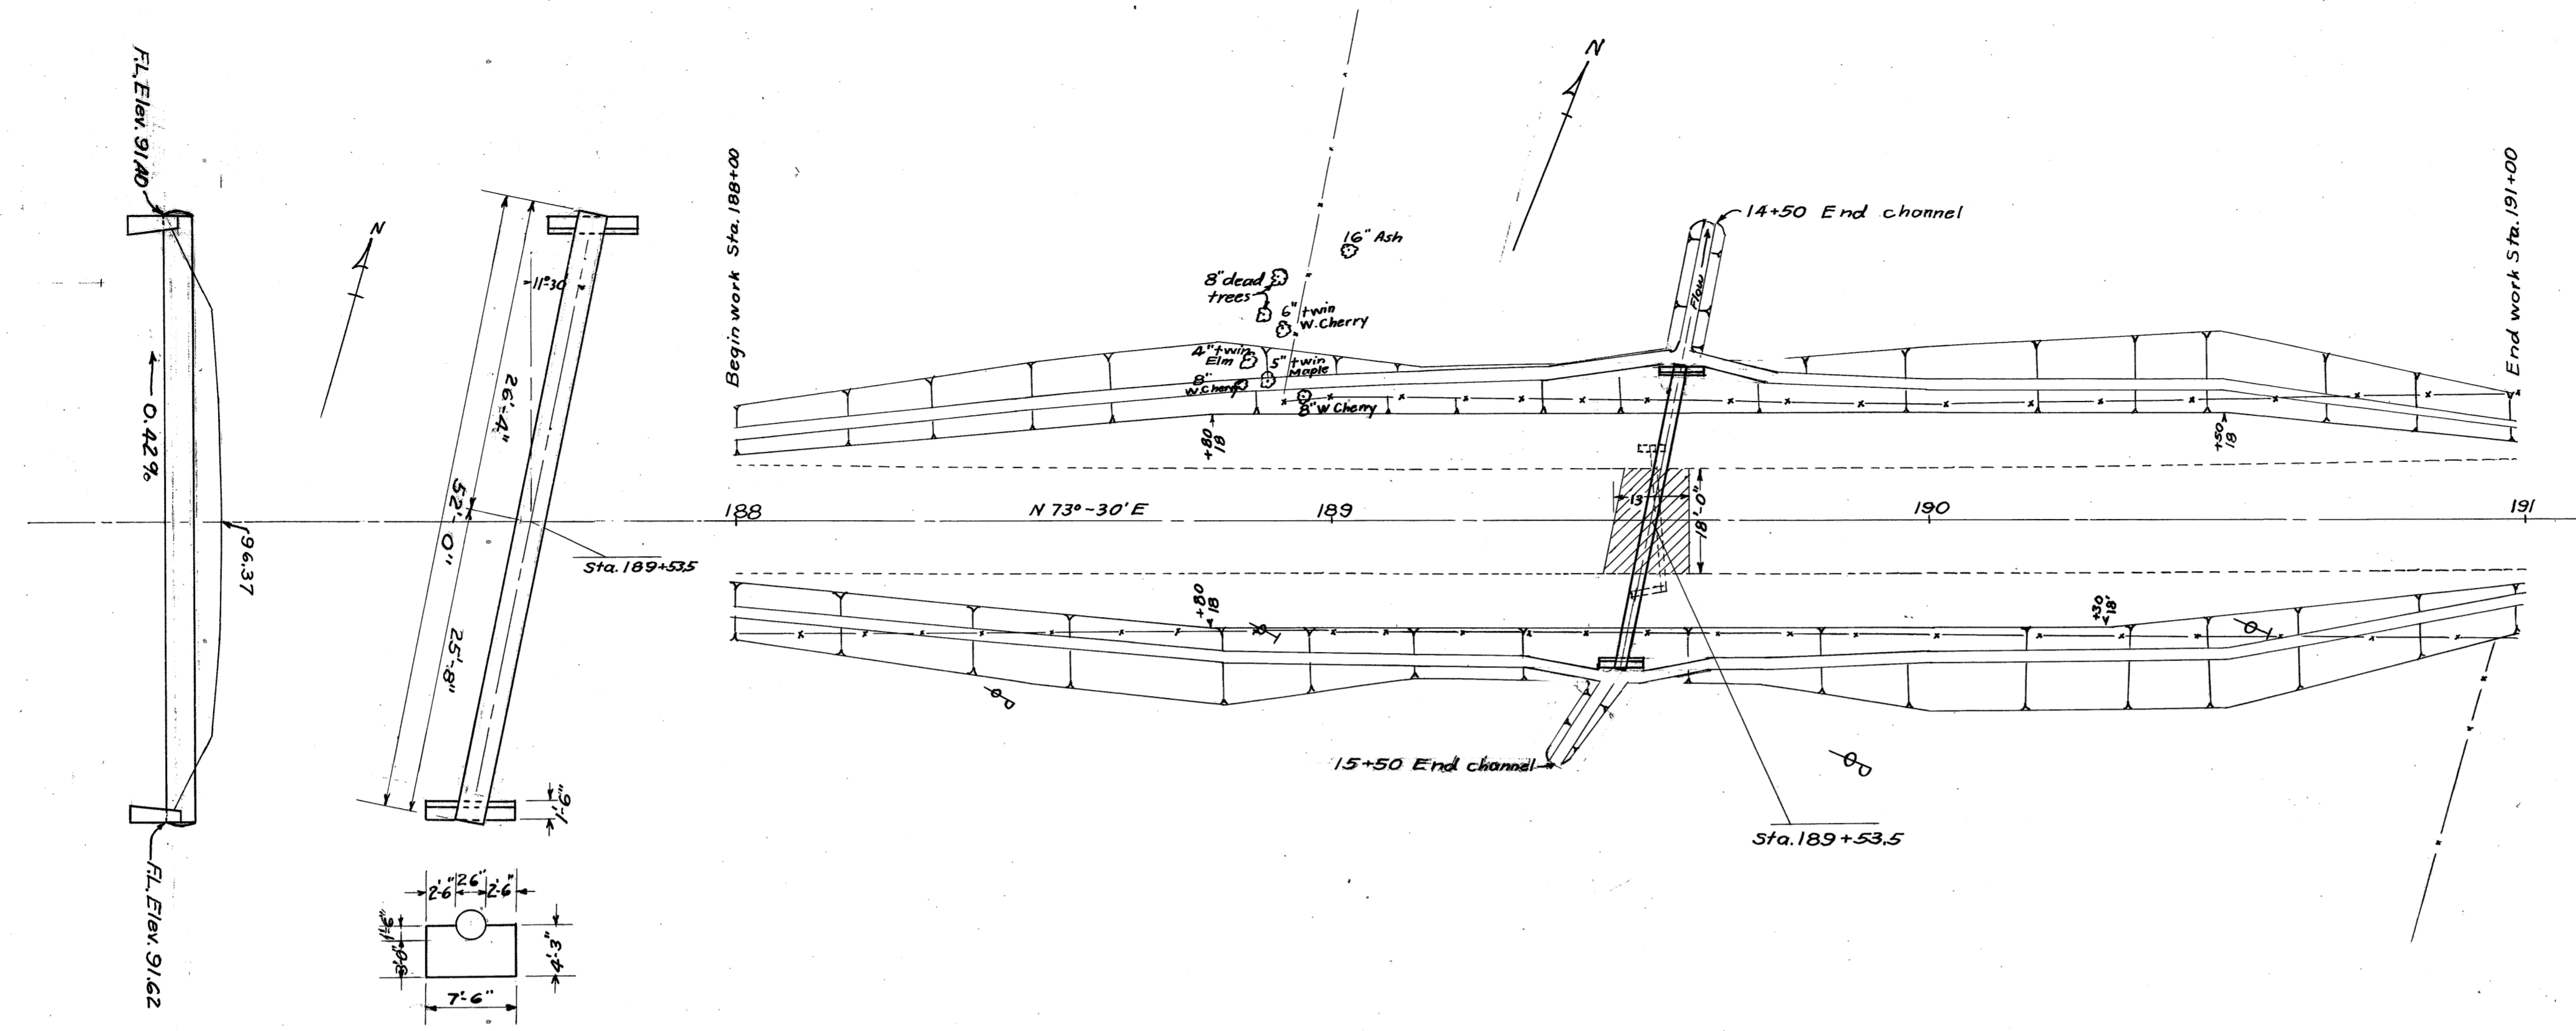 F.L. Elev. 91.40
0.42%
96.37
F.L. Elev. 91.62
N
11°30'
26'-4"
52'-0"
25'-8"
Sta. 189+53.5
1'-6"
2'-6" 2'6" 2'-6"
3'-0"
4'-3"
7'-6"
Begin work Sta. 188+00
N
16" Ash
8" dead
trees
6" twin
W. Cherry
4" twin
Elm
5" twin
Maple
8"
W. Cherry
8" W Cherry
+80
18
14+50 End channel
Flow
+50
18
End work Sta. 191+00
188
N 73°-30' E
189
13
18'-0"
190
191
+80
18
+30
18'
15+50 End channel
Sta. 189+53.5